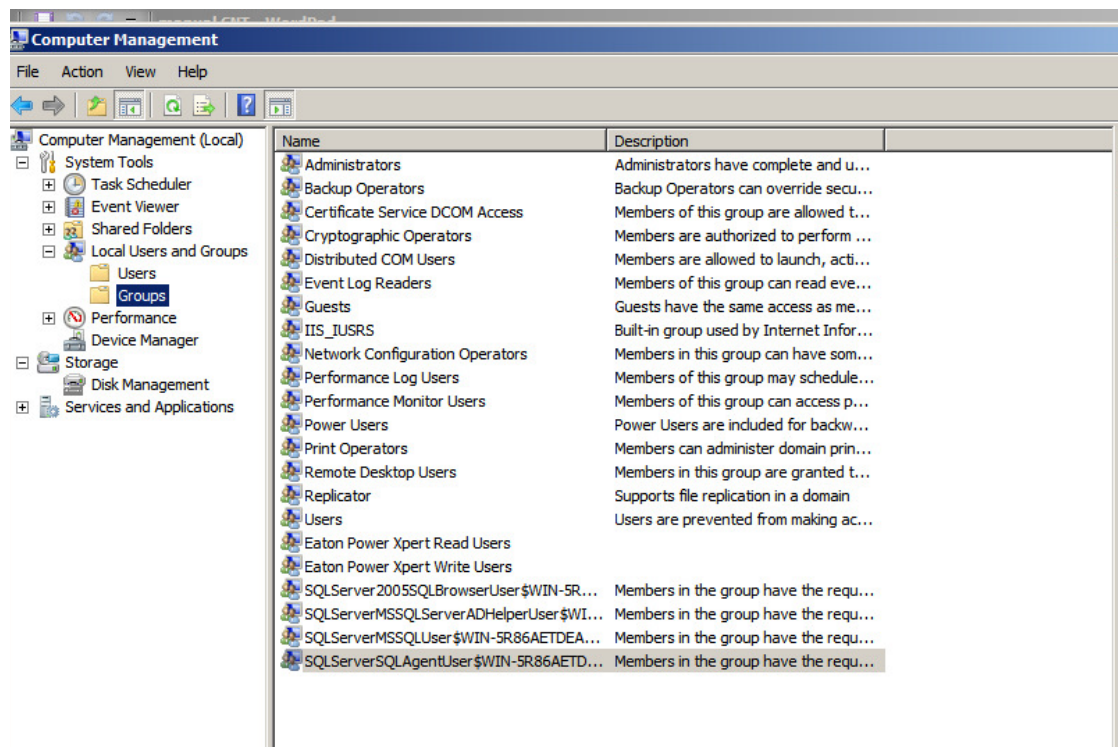 manual CNT - WordPad
Computer Management
File Action View Help
Computer Management (Local)
System Tools
Task Scheduler
Event Viewer
Shared Folders
Local Users and Groups
Users
Groups
Performance
Device Manager
Storage
Disk Management
Services and Applications
Name Description
Administrators Administrators have complete and u...
Backup Operators Backup Operators can override secu...
Certificate Service DCOM Access Members of this group are allowed t...
Cryptographic Operators Members are authorized to perform ...
Distributed COM Users Members are allowed to launch, acti...
Event Log Readers Members of this group can read eve...
Guests Guests have the same access as me...
IIS_IUSRS Built-in group used by Internet Infor...
Network Configuration Operators Members in this group can have som...
Performance Log Users Members of this group may schedule...
Performance Monitor Users Members of this group can access p...
Power Users Power Users are included for backw...
Print Operators Members can administer domain prin...
Remote Desktop Users Members in this group are granted t...
Replicator Supports file replication in a domain
Users Users are prevented from making ac...
Eaton Power Xpert Read Users
Eaton Power Xpert Write Users
SQLServer2005SQLBrowserUser$WIN-5R... Members in the group have the requ...
SQLServerMSSQLServerADHelperUser$WI... Members in the group have the requ...
SQLServerMSSQLUser$WIN-5R86AETDEA... Members in the group have the requ...
SQLServerSQLAgentUser$WIN-5R86AETD... Members in the group have the requ...